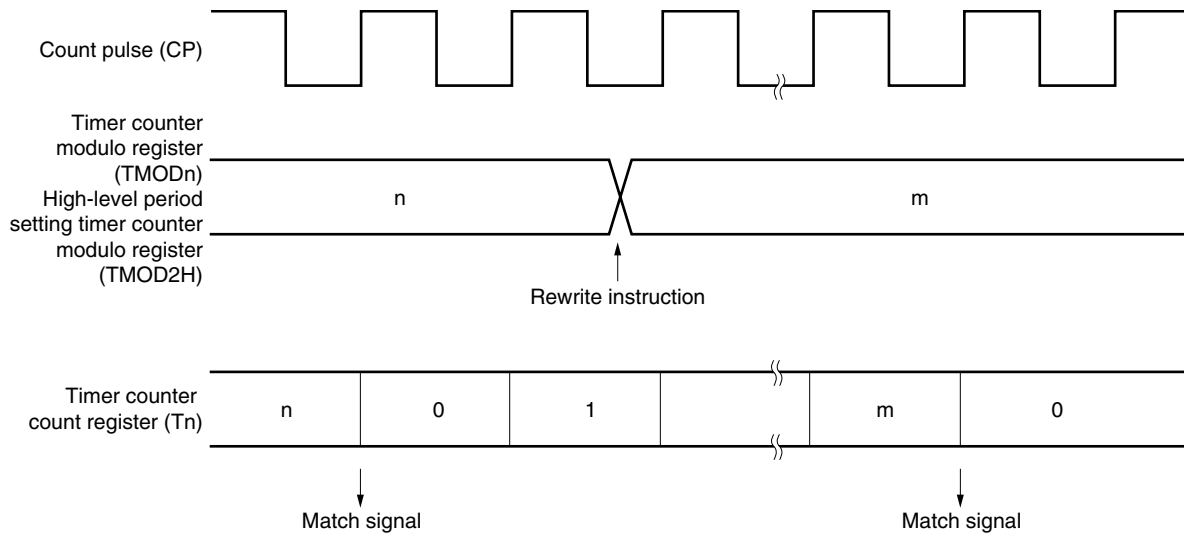 Count pulse (CP)
Timer counter
modulo register
(TMODn)
High-level period
setting timer counter
modulo register
(TMOD2H)
n
m
Rewrite instruction
Timer counter
count register (Tn)
n
0
1
m
0
Match signal
Match signal